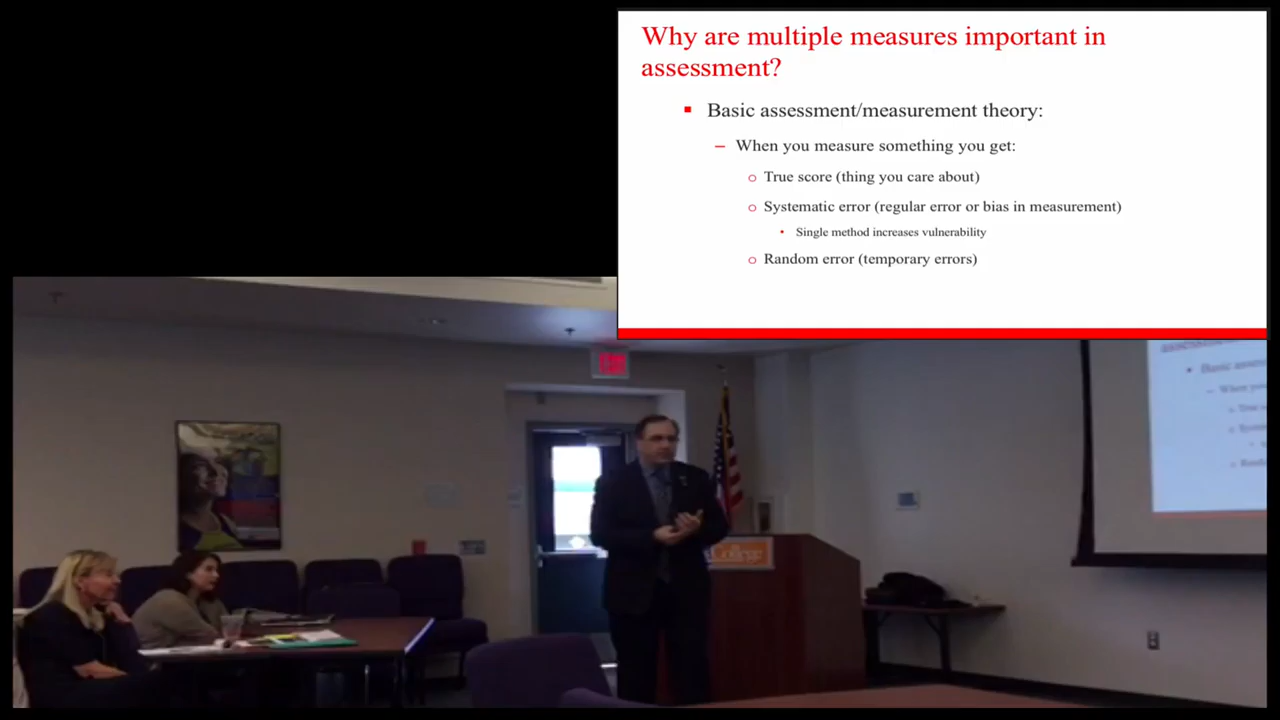 Why are multiple measures important in
assessment?
Basic assessment/measurement theory:
– When you measure something you get:
o True score (thing you care about)
o Systematic error (regular error or bias in measurement)
• Single method increases vulnerability
o Random error (temporary errors)
College